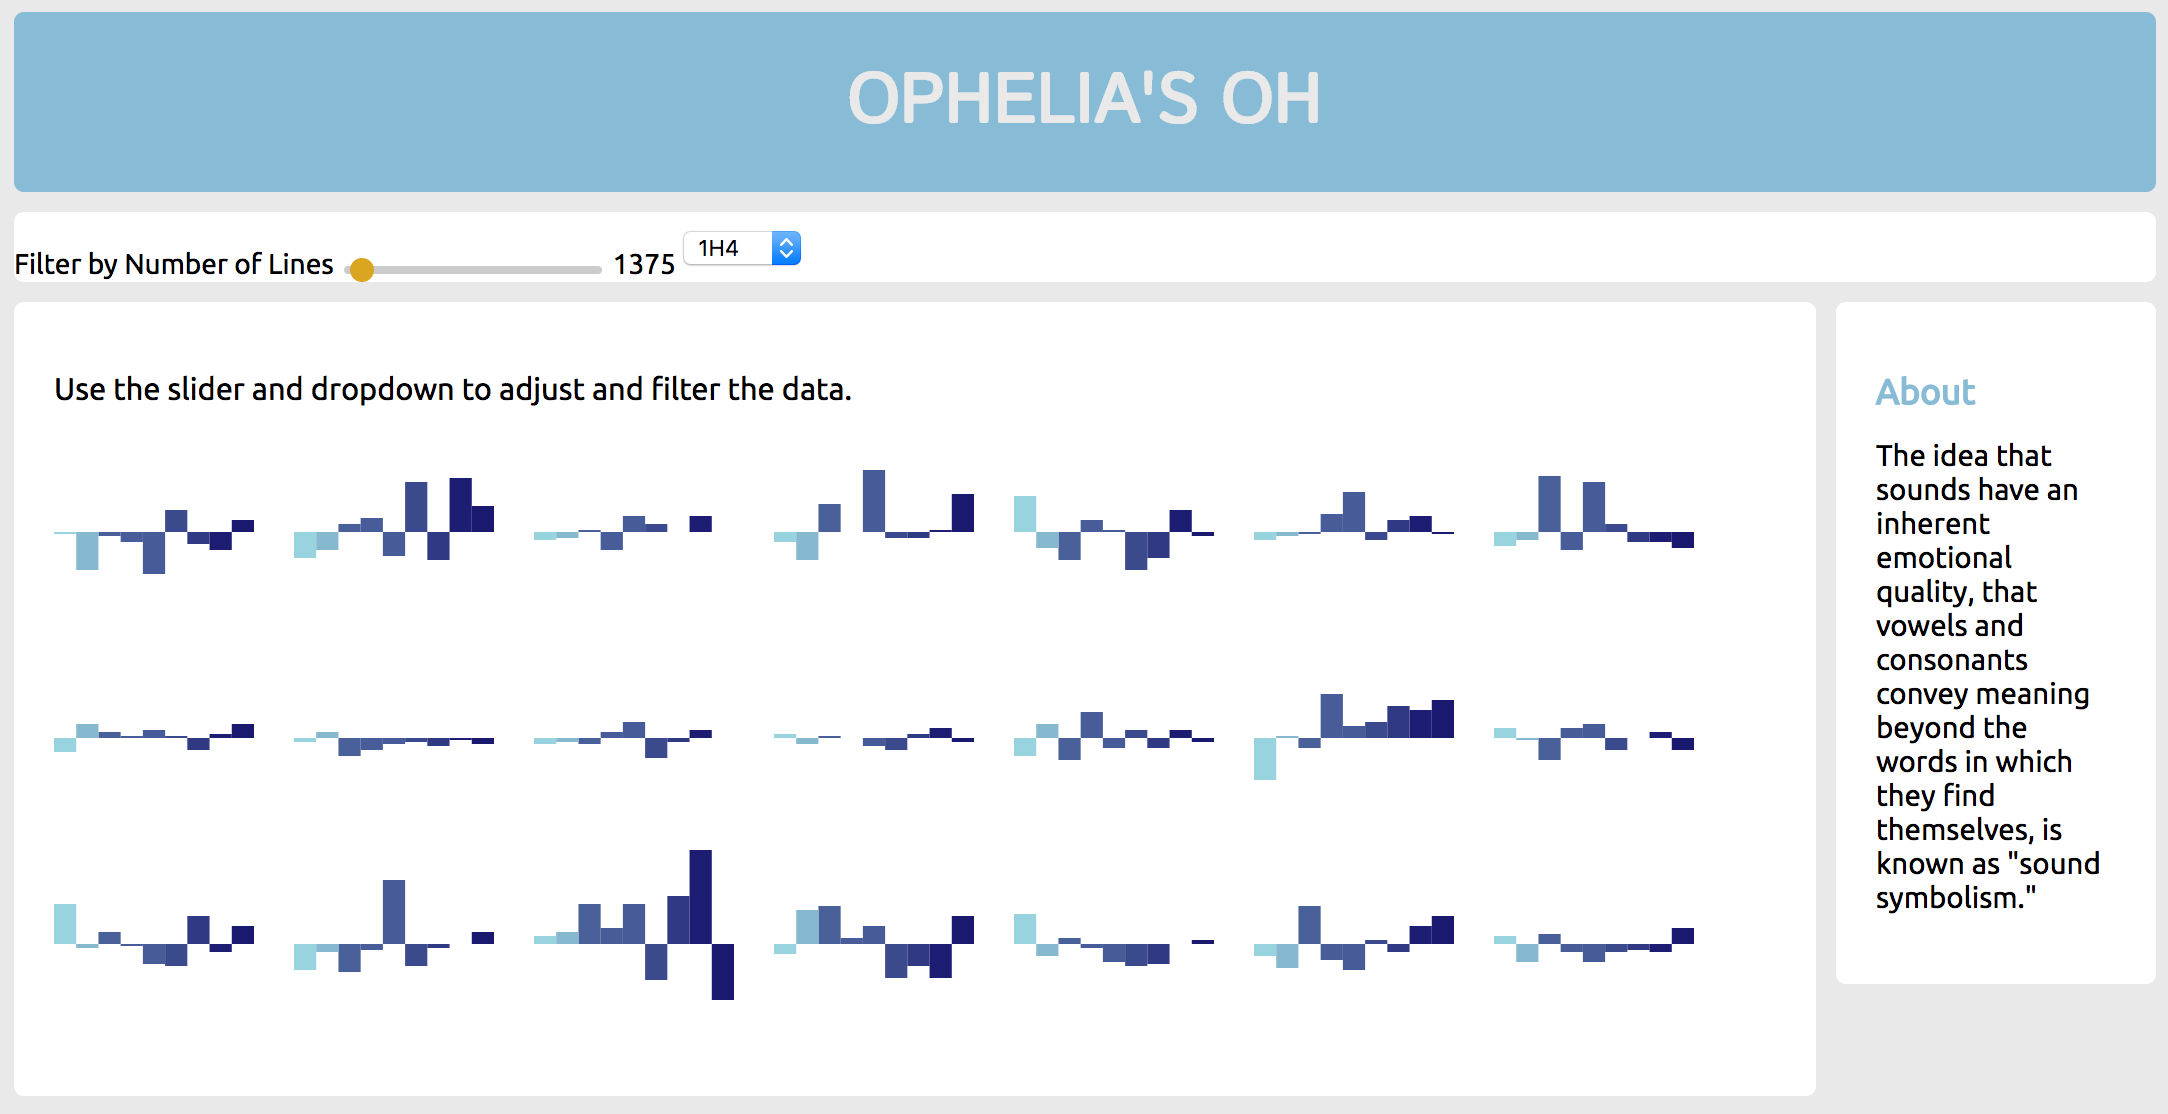 OPHELIA'S OH
Filter by Number of Lines 1375 1H4
Use the slider and dropdown to adjust and filter the data.
About
The idea that
sounds have an
inherent
emotional
quality, that
vowels and
consonants
convey meaning
beyond the
words in which
they find
themselves, is
known as "sound
symbolism."